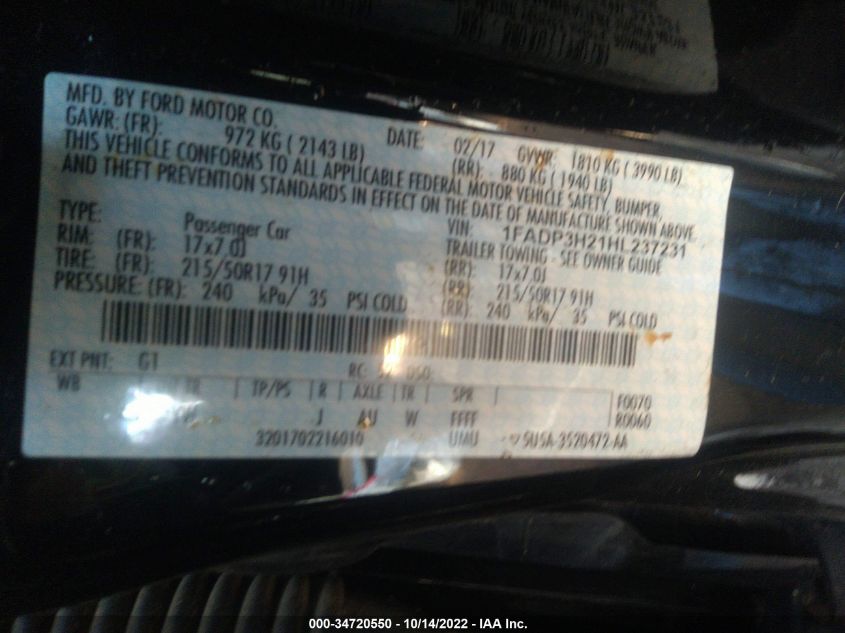 MFD. BY FORD MOTOR CO.
DATE: 02/17 GVWR: 1810 KG ( 3990 LB)
GAWR: (FR): 972 KG ( 2143 LB) (RR): 880 KG ( 1940 LB)
THIS VEHICLE CONFORMS TO ALL APPLICABLE FEDERAL MOTOR VEHICLE SAFETY, BUMPER,
AND THEFT PREVENTION STANDARDS IN EFFECT ON THE DATE OF MANUFACTURE SHOWN ABOVE.
VIN: 1FADP3H21HL237231
TYPE: Passenger Car TRAILER TOWING - SEE OWNER GUIDE
RIM: (FR): 17x7.0J (RR): 17x7.0J
TIRE: (FR): 215/50R17 91H (RR): 215/50R17 91H
PRESSURE: (FR): 240 kPa/ 35 PSI COLD (RR): 240 kPa/ 35 PSI COLD
EXT PNT: G1 RC: DSO:
WB TR TP/PS R AXLE TR SPR F0070
J AU W FFFF R0060
3201702216010 UMU SU5A-3520472-AA
000-34720550 - 10/14/2022 - IAA Inc.